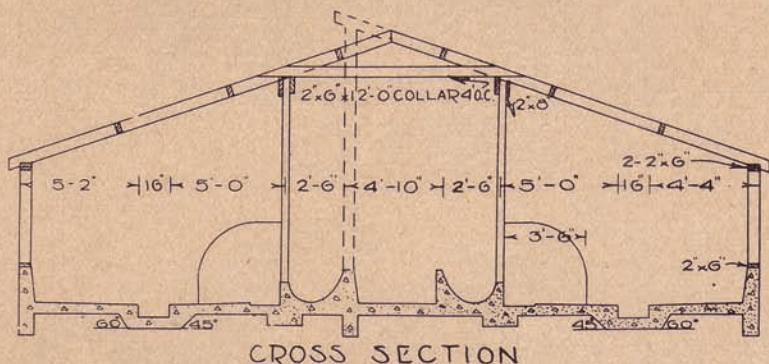 2"x6"x12'-0" COLLAR 4'O.C.
2"x8"
2-2"x6"
5-2" 16" 5'-0" 2'-6" 4'-10" 2'-6" 5'-0" 16" 4'-4"
3'-6"
2"x6"
60° 45° 45° 60°
CROSS SECTION